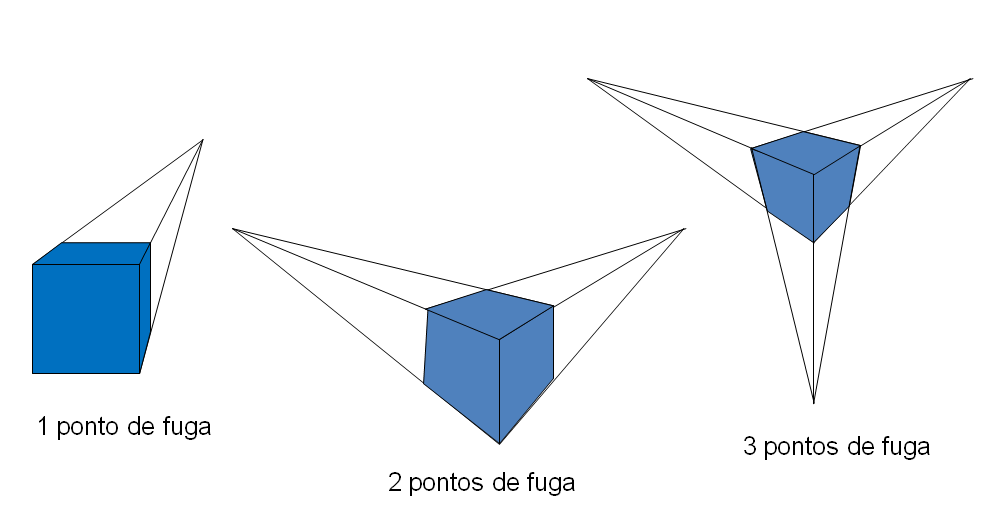 1 ponto de fuga
2 pontos de fuga
3 pontos de fuga